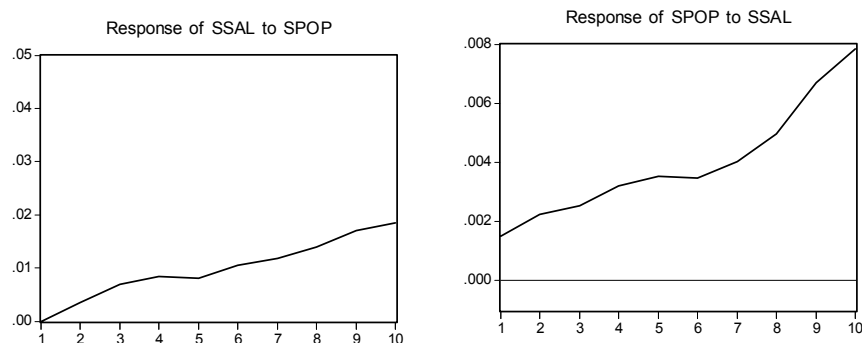 Response of SSAL to SPOP
.05
.04
.03
.02
.01
.00
1 2 3 4 5 6 7 8 9 10
Response of SPOP to SSAL
.008
.006
.004
.002
.000
1 2 3 4 5 6 7 8 9 10